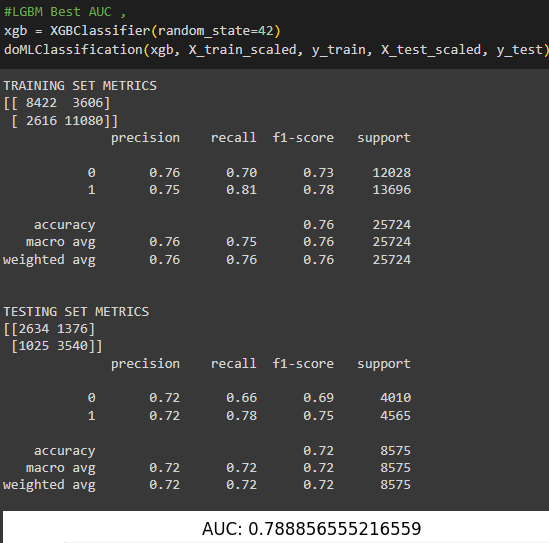 #LGBM Best AUC ,
xgb = XGBClassifier(random_state=42)
doMLClassification(xgb, X_train_scaled, y_train, X_test_scaled, y_test)
TRAINING SET METRICS
[[ 8422  3606]
 [ 2616 11080]]
              precision    recall  f1-score   support

           0       0.76      0.70      0.73     12028
           1       0.75      0.81      0.78     13696

    accuracy                           0.76     25724
   macro avg       0.76      0.75      0.76     25724
weighted avg       0.76      0.76      0.76     25724

TESTING SET METRICS
[[2634 1376]
 [1025 3540]]
              precision    recall  f1-score   support

           0       0.72      0.66      0.69      4010
           1       0.72      0.78      0.75      4565

    accuracy                           0.72      8575
   macro avg       0.72      0.72      0.72      8575
weighted avg       0.72      0.72      0.72      8575

AUC: 0.788856555216559